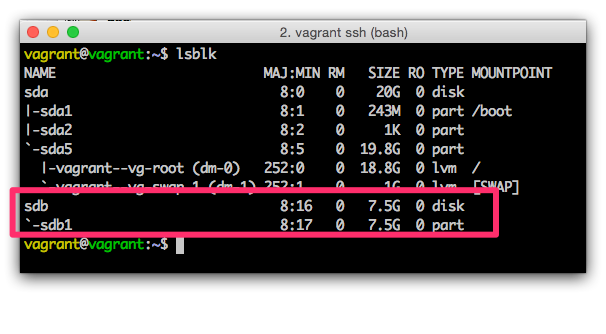 2. vagrant ssh (bash)
vagrant@vagrant:~$ lsblk
NAME MAJ:MIN RM SIZE RO TYPE MOUNTPOINT
sda 8:0 0 20G 0 disk
|-sda1 8:1 0 243M 0 part /boot
|-sda2 8:2 0 1K 0 part
`-sda5 8:5 0 19.8G 0 part
|-vagrant--vg-root (dm-0) 252:0 0 18.8G 0 lvm /
`-vagrant--vg-swap_1 (dm-1) 252:1 0 1G 0 lvm [SWAP]
sdb 8:16 0 7.5G 0 disk
`-sdb1 8:17 0 7.5G 0 part
vagrant@vagrant:~$